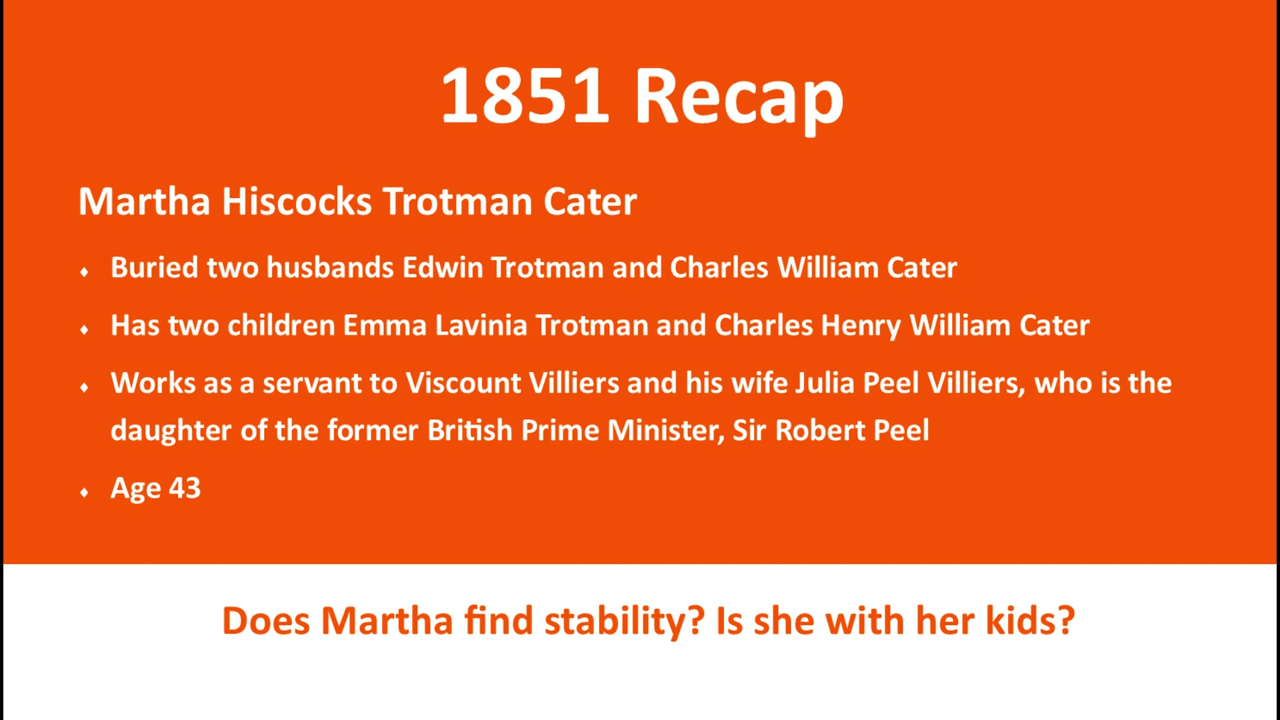 1851 Recap
Martha Hiscocks Trotman Cater
⬧ Buried two husbands Edwin Trotman and Charles William Cater
⬧ Has two children Emma Lavinia Trotman and Charles Henry William Cater
⬧ Works as a servant to Viscount Villiers and his wife Julia Peel Villiers, who is the
daughter of the former British Prime Minister, Sir Robert Peel
⬧ Age 43
Does Martha find stability? Is she with her kids?